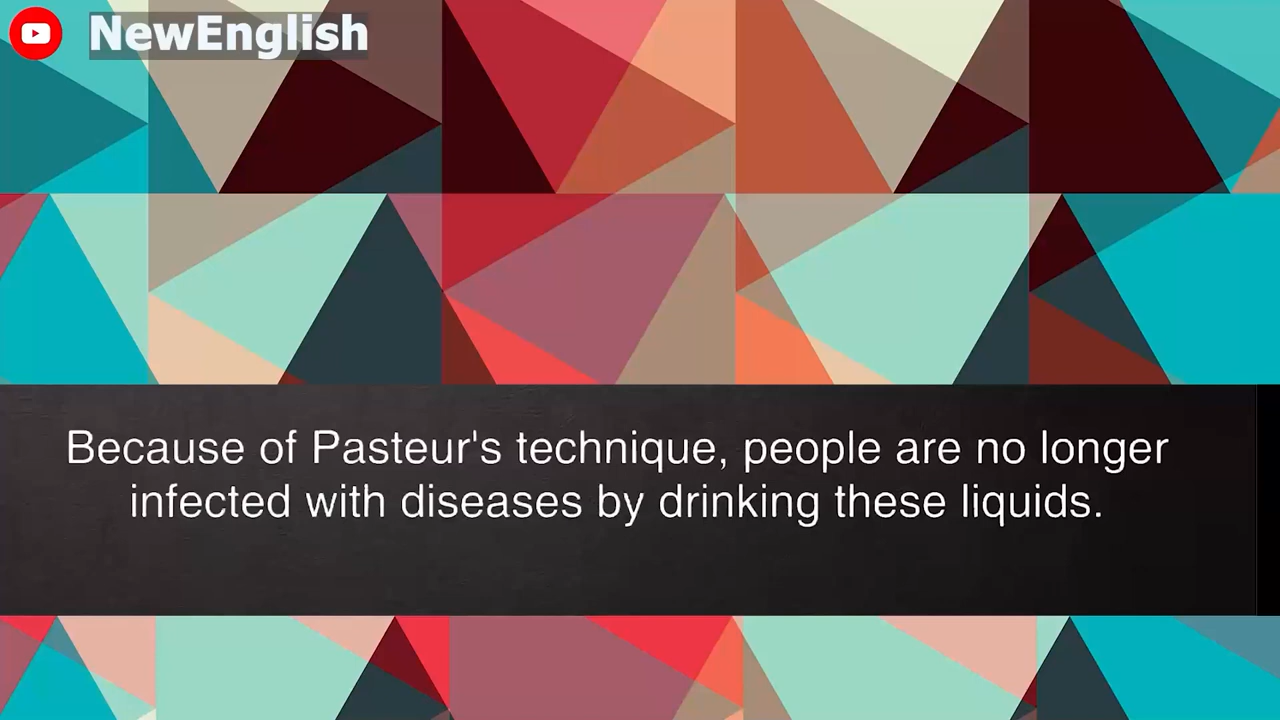 NewEnglish
Because of Pasteur's technique, people are no longer
infected with diseases by drinking these liquids.